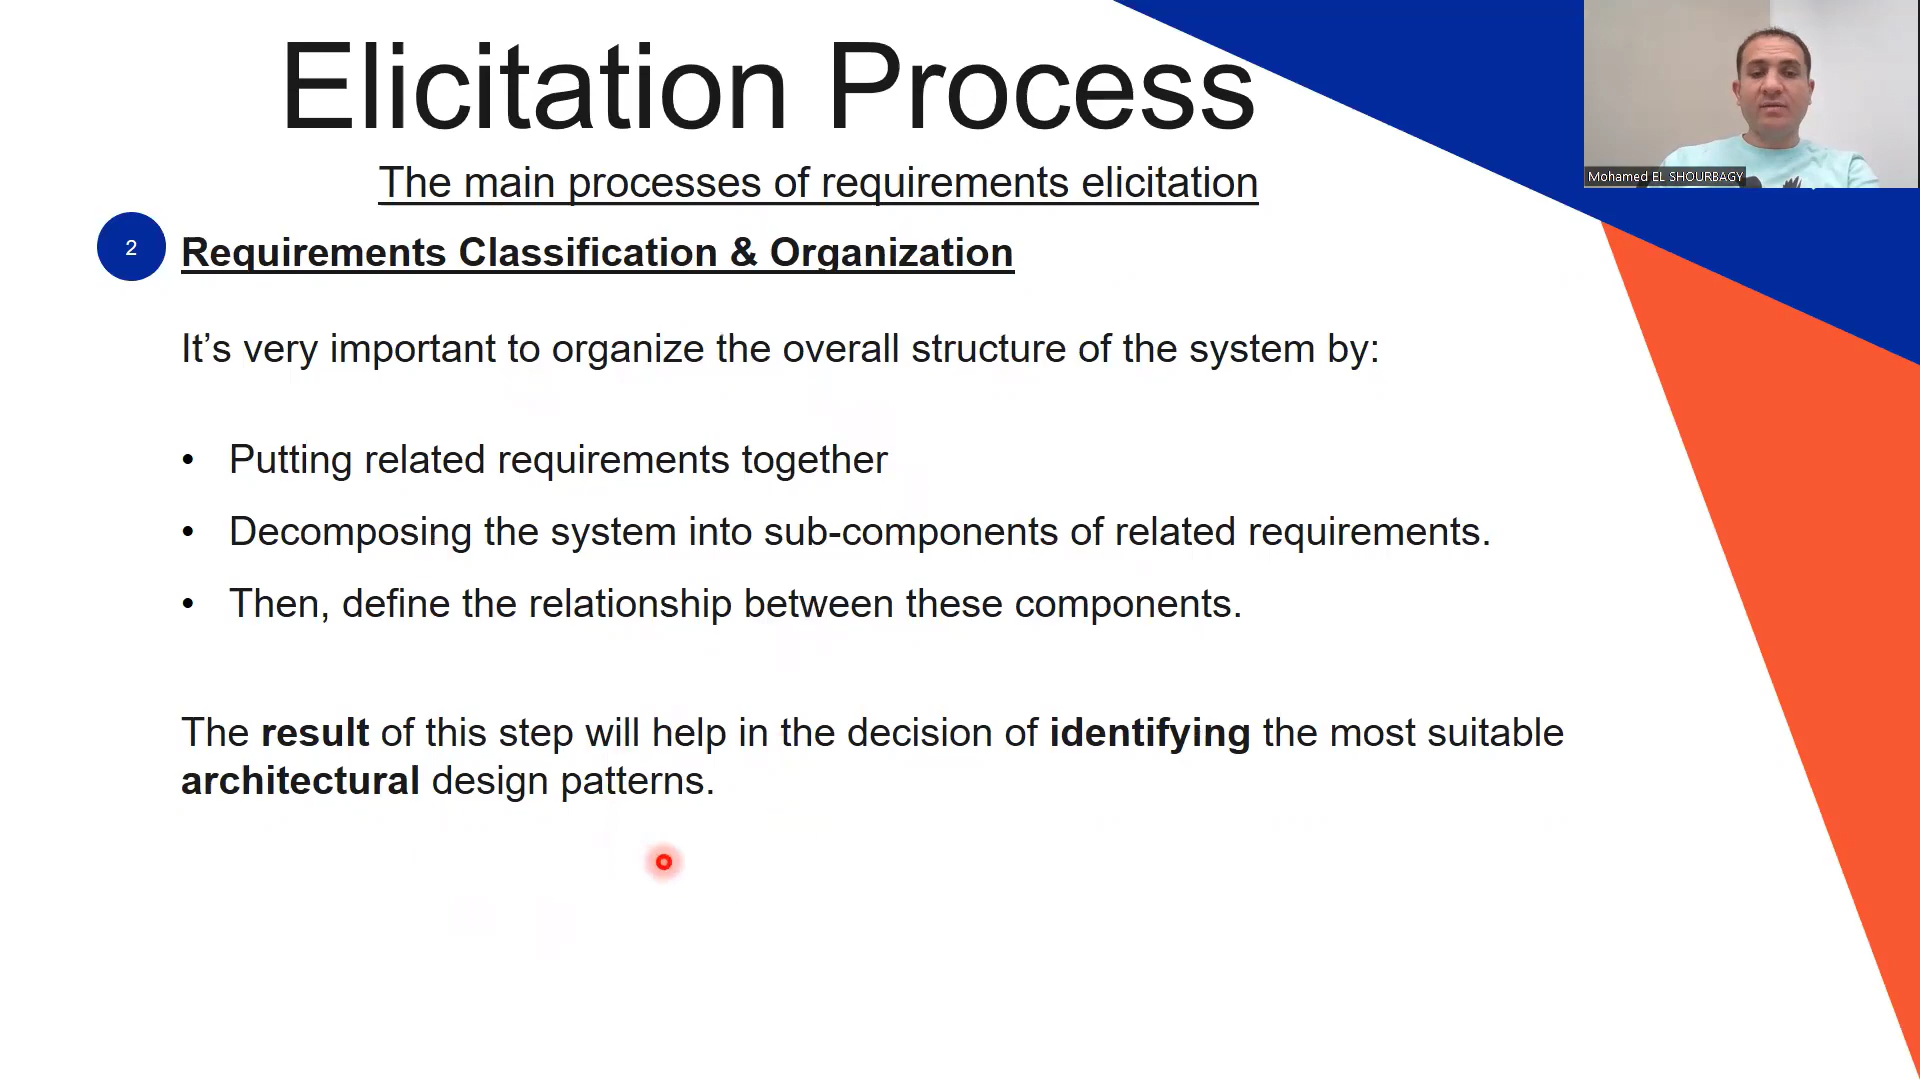 Elicitation Process
The main processes of requirements elicitation
Mohamed EL SHOURBAGY
2
Requirements Classification & Organization
It’s very important to organize the overall structure of the system by:
• Putting related requirements together
• Decomposing the system into sub-components of related requirements.
• Then, define the relationship between these components.
The result of this step will help in the decision of identifying the most suitable
architectural design patterns.